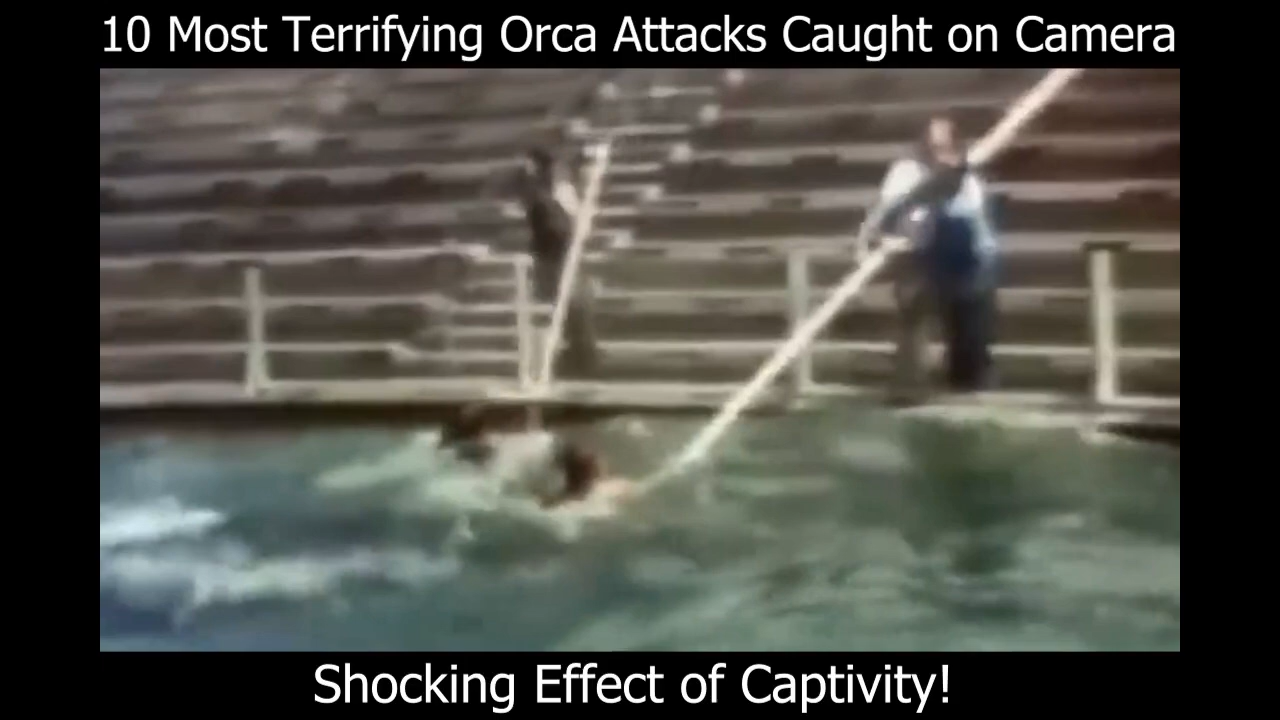 10 Most Terrifying Orca Attacks Caught on Camera
Shocking Effect of Captivity!